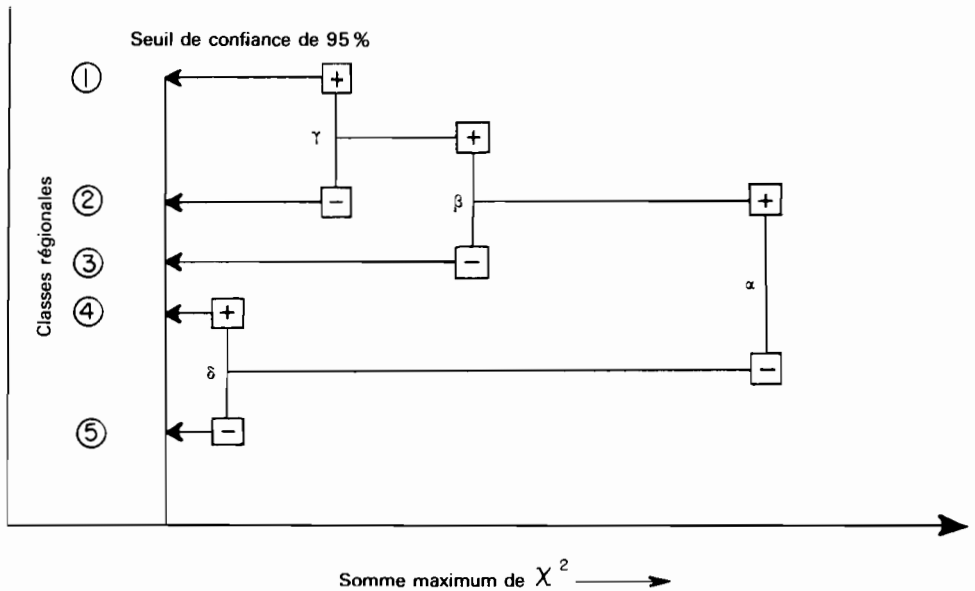 Seuil de confiance de 95 %
Classes régionales
1
+
γ
+
2
−
β
+
3
−
α
4
+
δ
−
5
−
Somme maximum de χ²